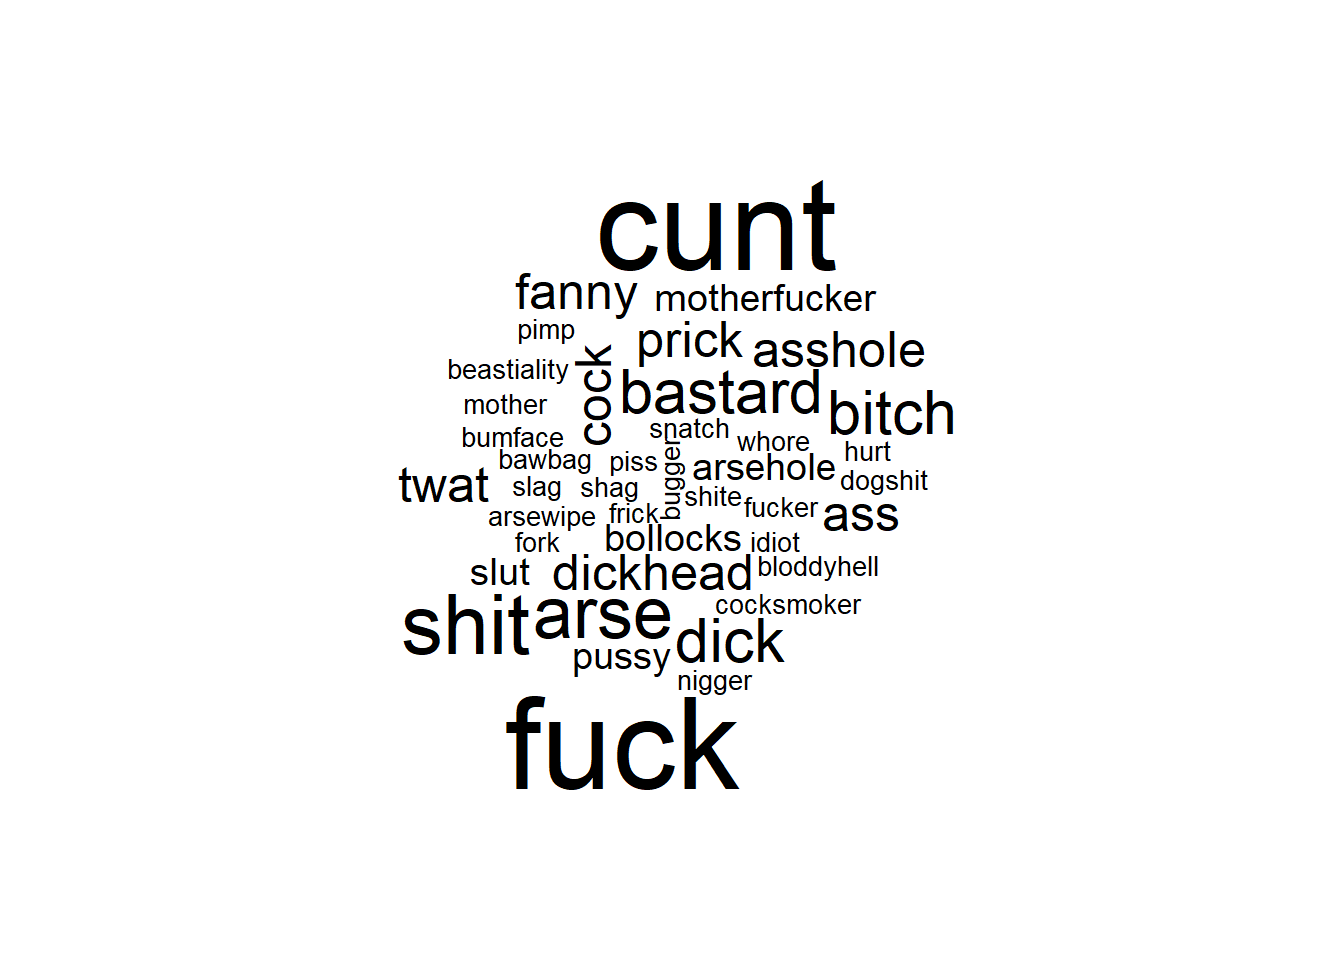 cunt
fanny motherfucker
pimp
prick asshole
cock
beastiality
bastard
mother
bitch
snatch
bumface
whore
hurt
bawbag piss
bugger
arsehole
dogshit
twat
slag shag
shite
fucker
ass
arsewipe frick
fork
bollocks idiot
slut dickhead bloddyhell
cocksmoker
shit arse
dick
pussy
nigger
fuck